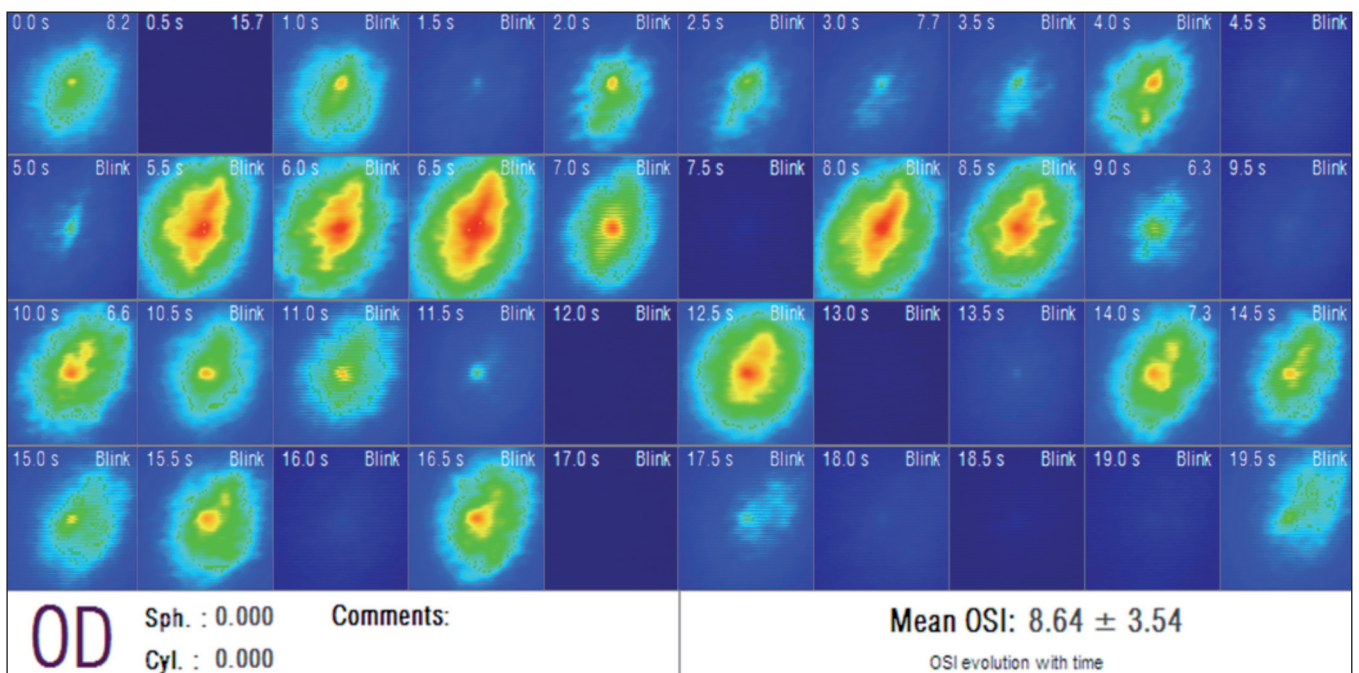 0.0 s 8.2 0.5 s 15.7 1.0 s Blink 1.5 s Blink 2.0 s Blink 2.5 s Blink 3.0 s 7.7 3.5 s Blink 4.0 s Blink 4.5 s Blink
5.0 s Blink 5.5 s Blink 6.0 s Blink 6.5 s Blink 7.0 s Blink 7.5 s Blink 8.0 s Blink 8.5 s Blink 9.0 s 6.3 9.5 s Blink
10.0 s 6.6 10.5 s Blink 11.0 s Blink 11.5 s Blink 12.0 s Blink 12.5 s Blink 13.0 s Blink 13.5 s Blink 14.0 s 7.3 14.5 s Blink
15.0 s Blink 15.5 s Blink 16.0 s Blink 16.5 s Blink 17.0 s Blink 17.5 s Blink 18.0 s Blink 18.5 s Blink 19.0 s Blink 19.5 s Blink
OD Sph. : 0.000 Comments:
Cyl. : 0.000
Mean OSI: 8.64 ± 3.54
OSI evolution with time